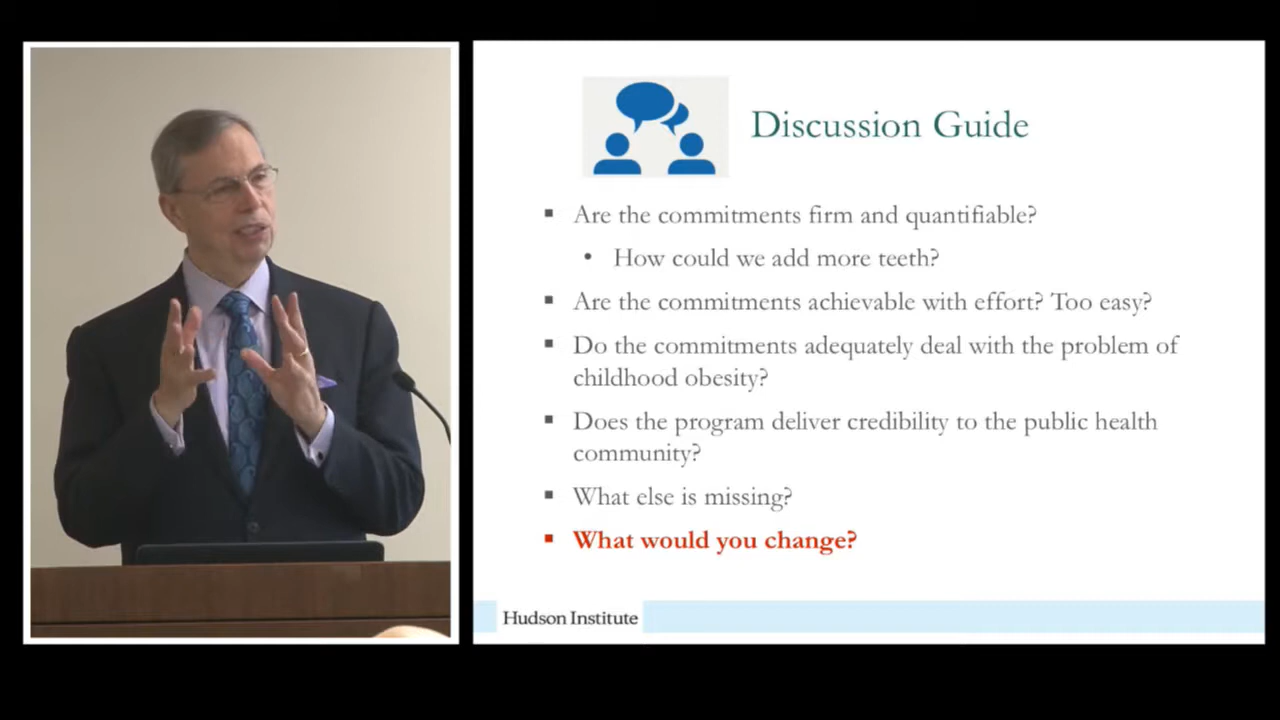 Discussion Guide
▪ Are the commitments firm and quantifiable?
• How could we add more teeth?
▪ Are the commitments achievable with effort? Too easy?
▪ Do the commitments adequately deal with the problem of
childhood obesity?
▪ Does the program deliver credibility to the public health
community?
▪ What else is missing?
▪ What would you change?
Hudson Institute